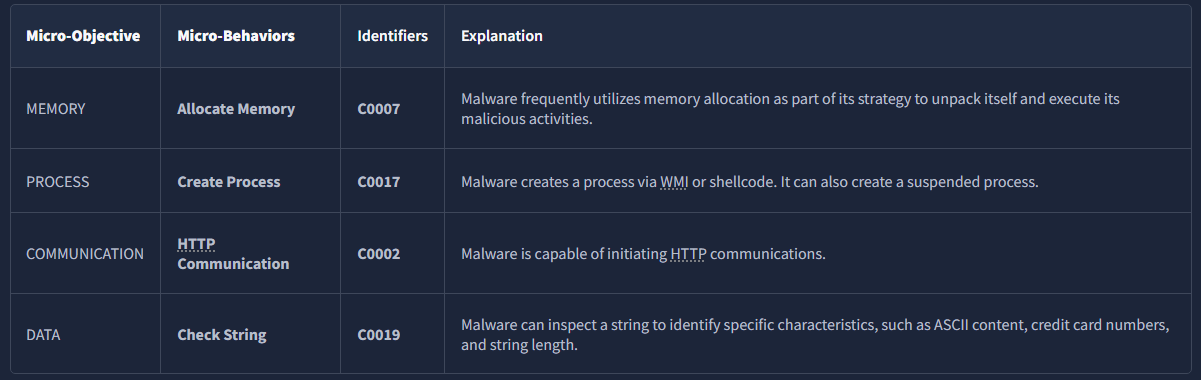 Micro-Objective Micro-Behaviors Identifiers Explanation
MEMORY Allocate Memory C0007 Malware frequently utilizes memory allocation as part of its strategy to unpack itself and execute its
malicious activities.
PROCESS Create Process C0017 Malware creates a process via WMI or shellcode. It can also create a suspended process.
COMMUNICATION HTTP
Communication C0002 Malware is capable of initiating HTTP communications.
DATA Check String C0019 Malware can inspect a string to identify specific characteristics, such as ASCII content, credit card numbers,
and string length.